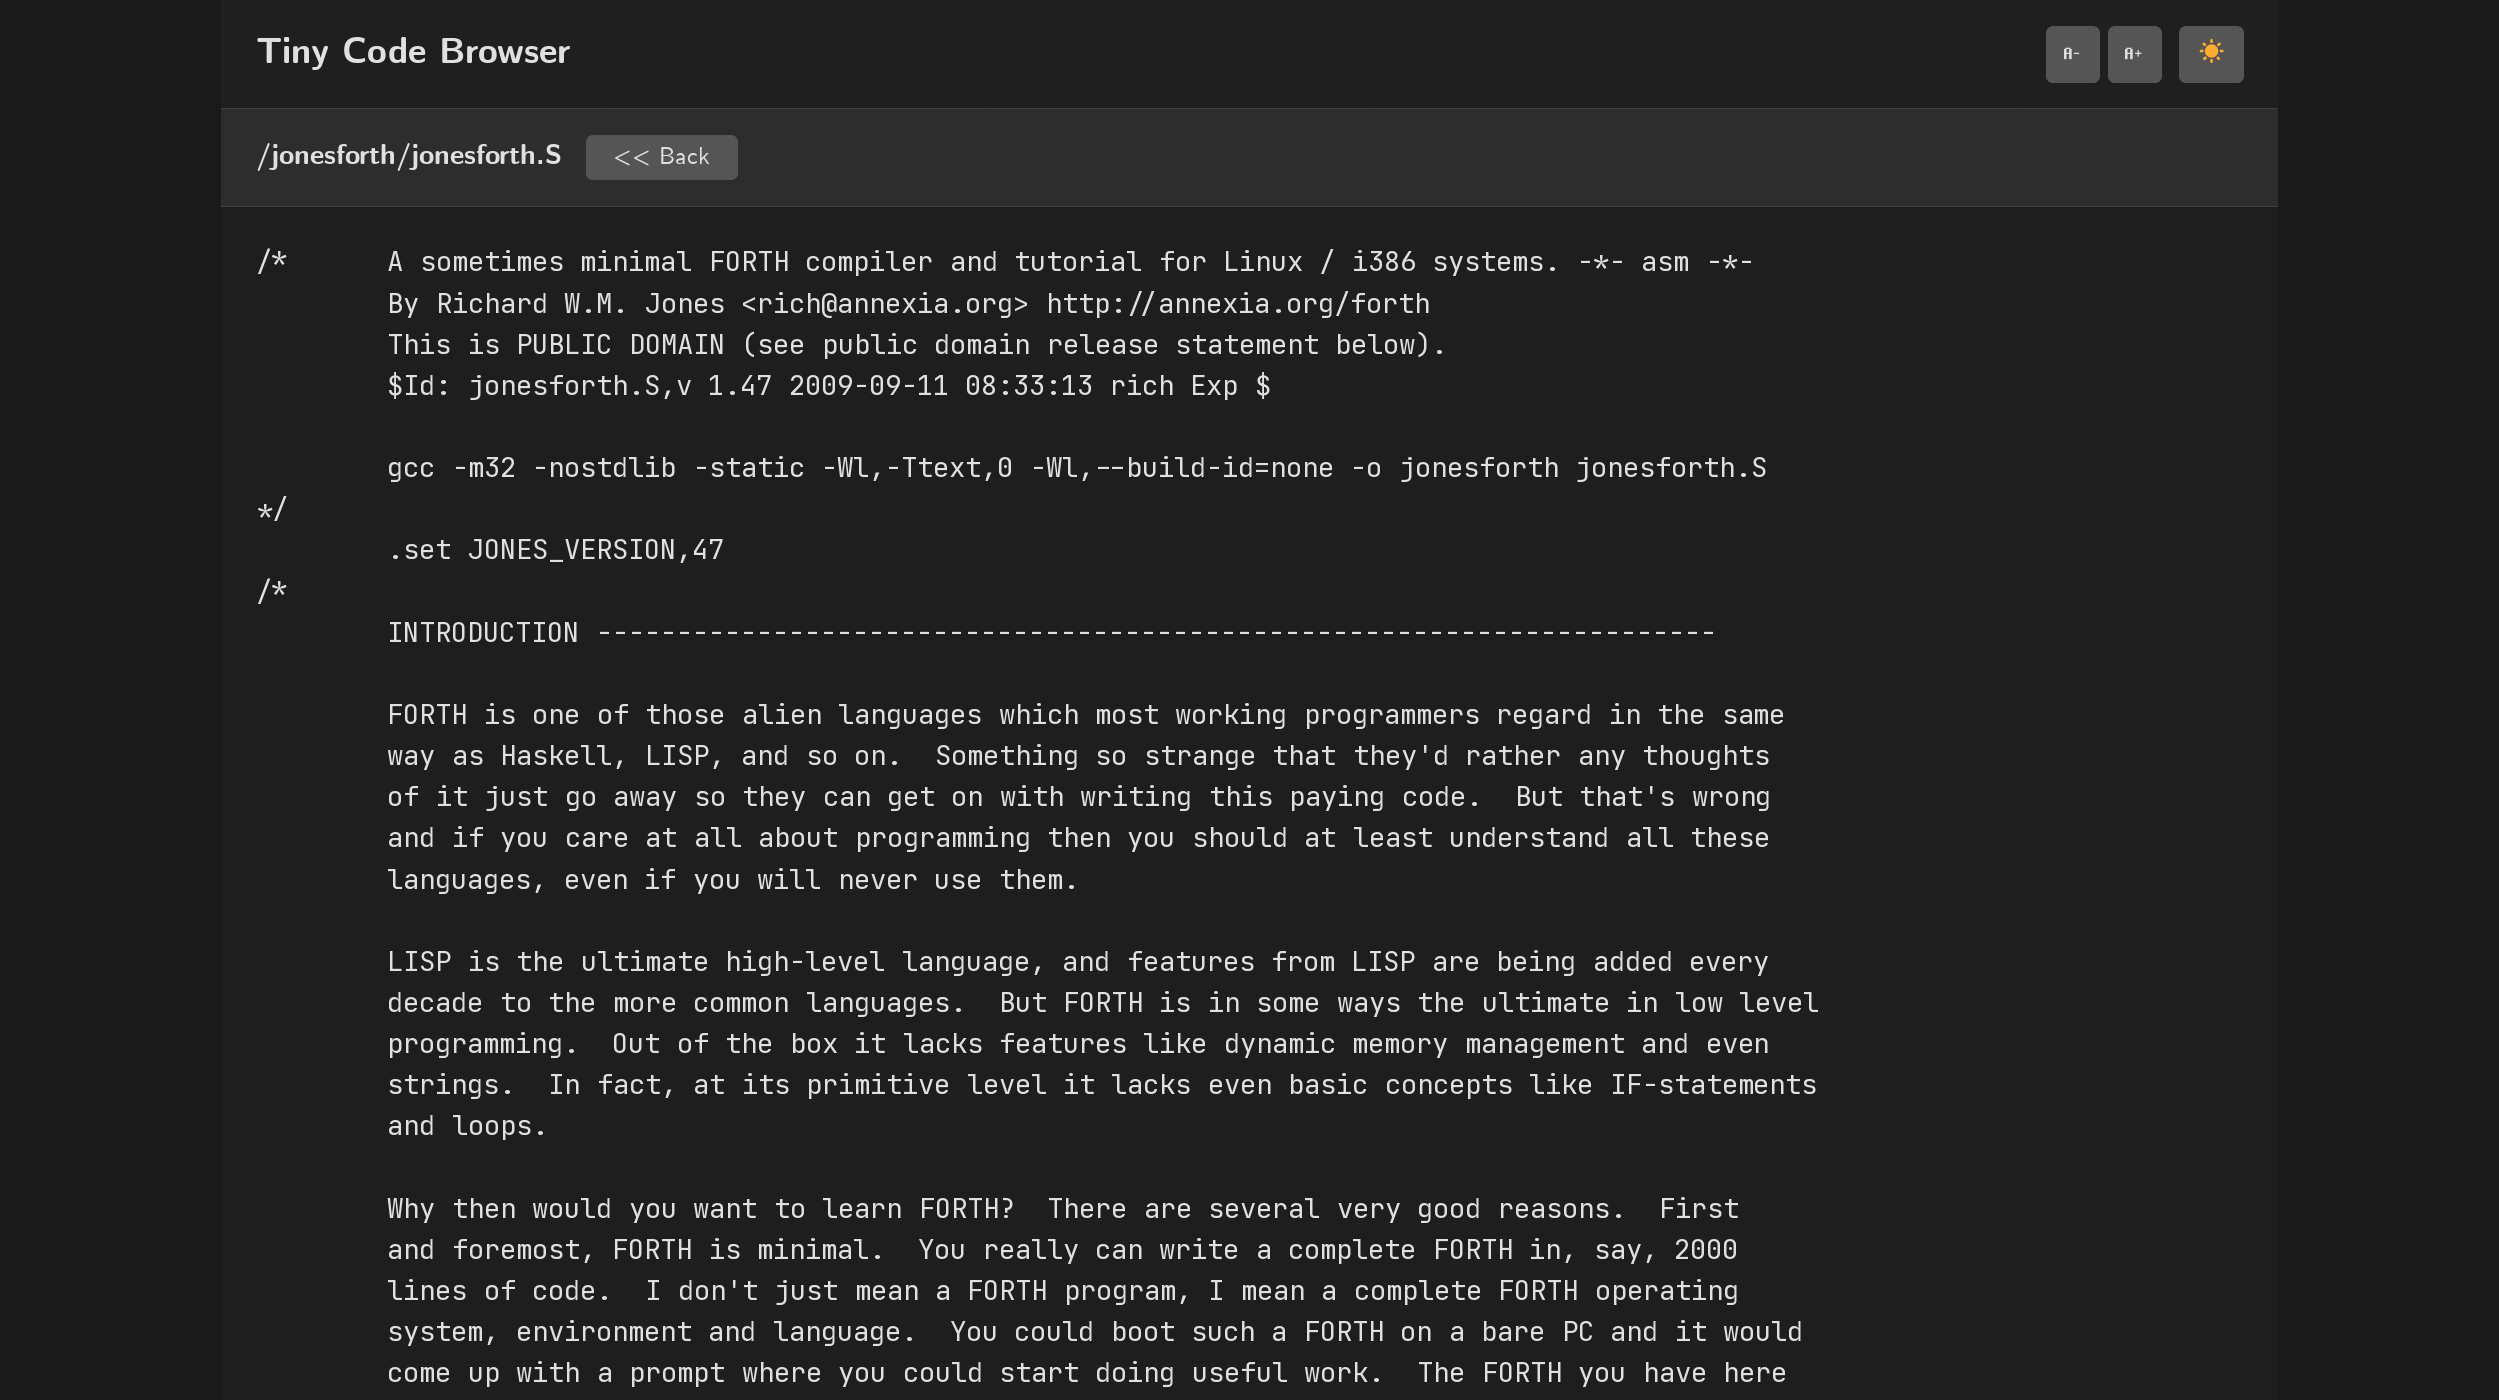 Tiny Code Browser
A- A+
/jonesforth/jonesforth.S << Back
/* A sometimes minimal FORTH compiler and tutorial for Linux / i386 systems. -*- asm -*-
By Richard W.M. Jones <rich@annexia.org> http://annexia.org/forth
This is PUBLIC DOMAIN (see public domain release statement below).
$Id: jonesforth.S,v 1.47 2009-09-11 08:33:13 rich Exp $
gcc -m32 -nostdlib -static -Wl,-Ttext,0 -Wl,--build-id=none -o jonesforth jonesforth.S
*/
.set JONES_VERSION,47
/*
INTRODUCTION ----------------------------------------------------------------------
FORTH is one of those alien languages which most working programmers regard in the same
way as Haskell, LISP, and so on.  Something so strange that they'd rather any thoughts
of it just go away so they can get on with writing this paying code.  But that's wrong
and if you care at all about programming then you should at least understand all these
languages, even if you will never use them.
LISP is the ultimate high-level language, and features from LISP are being added every
decade to the more common languages.  But FORTH is in some ways the ultimate in low level
programming.  Out of the box it lacks features like dynamic memory management and even
strings.  In fact, at its primitive level it lacks even basic concepts like IF-statements
and loops.
Why then would you want to learn FORTH?  There are several very good reasons.  First
and foremost, FORTH is minimal.  You really can write a complete FORTH in, say, 2000
lines of code.  I don't just mean a FORTH program, I mean a complete FORTH operating
system, environment and language.  You could boot such a FORTH on a bare PC and it would
come up with a prompt where you could start doing useful work.  The FORTH you have here